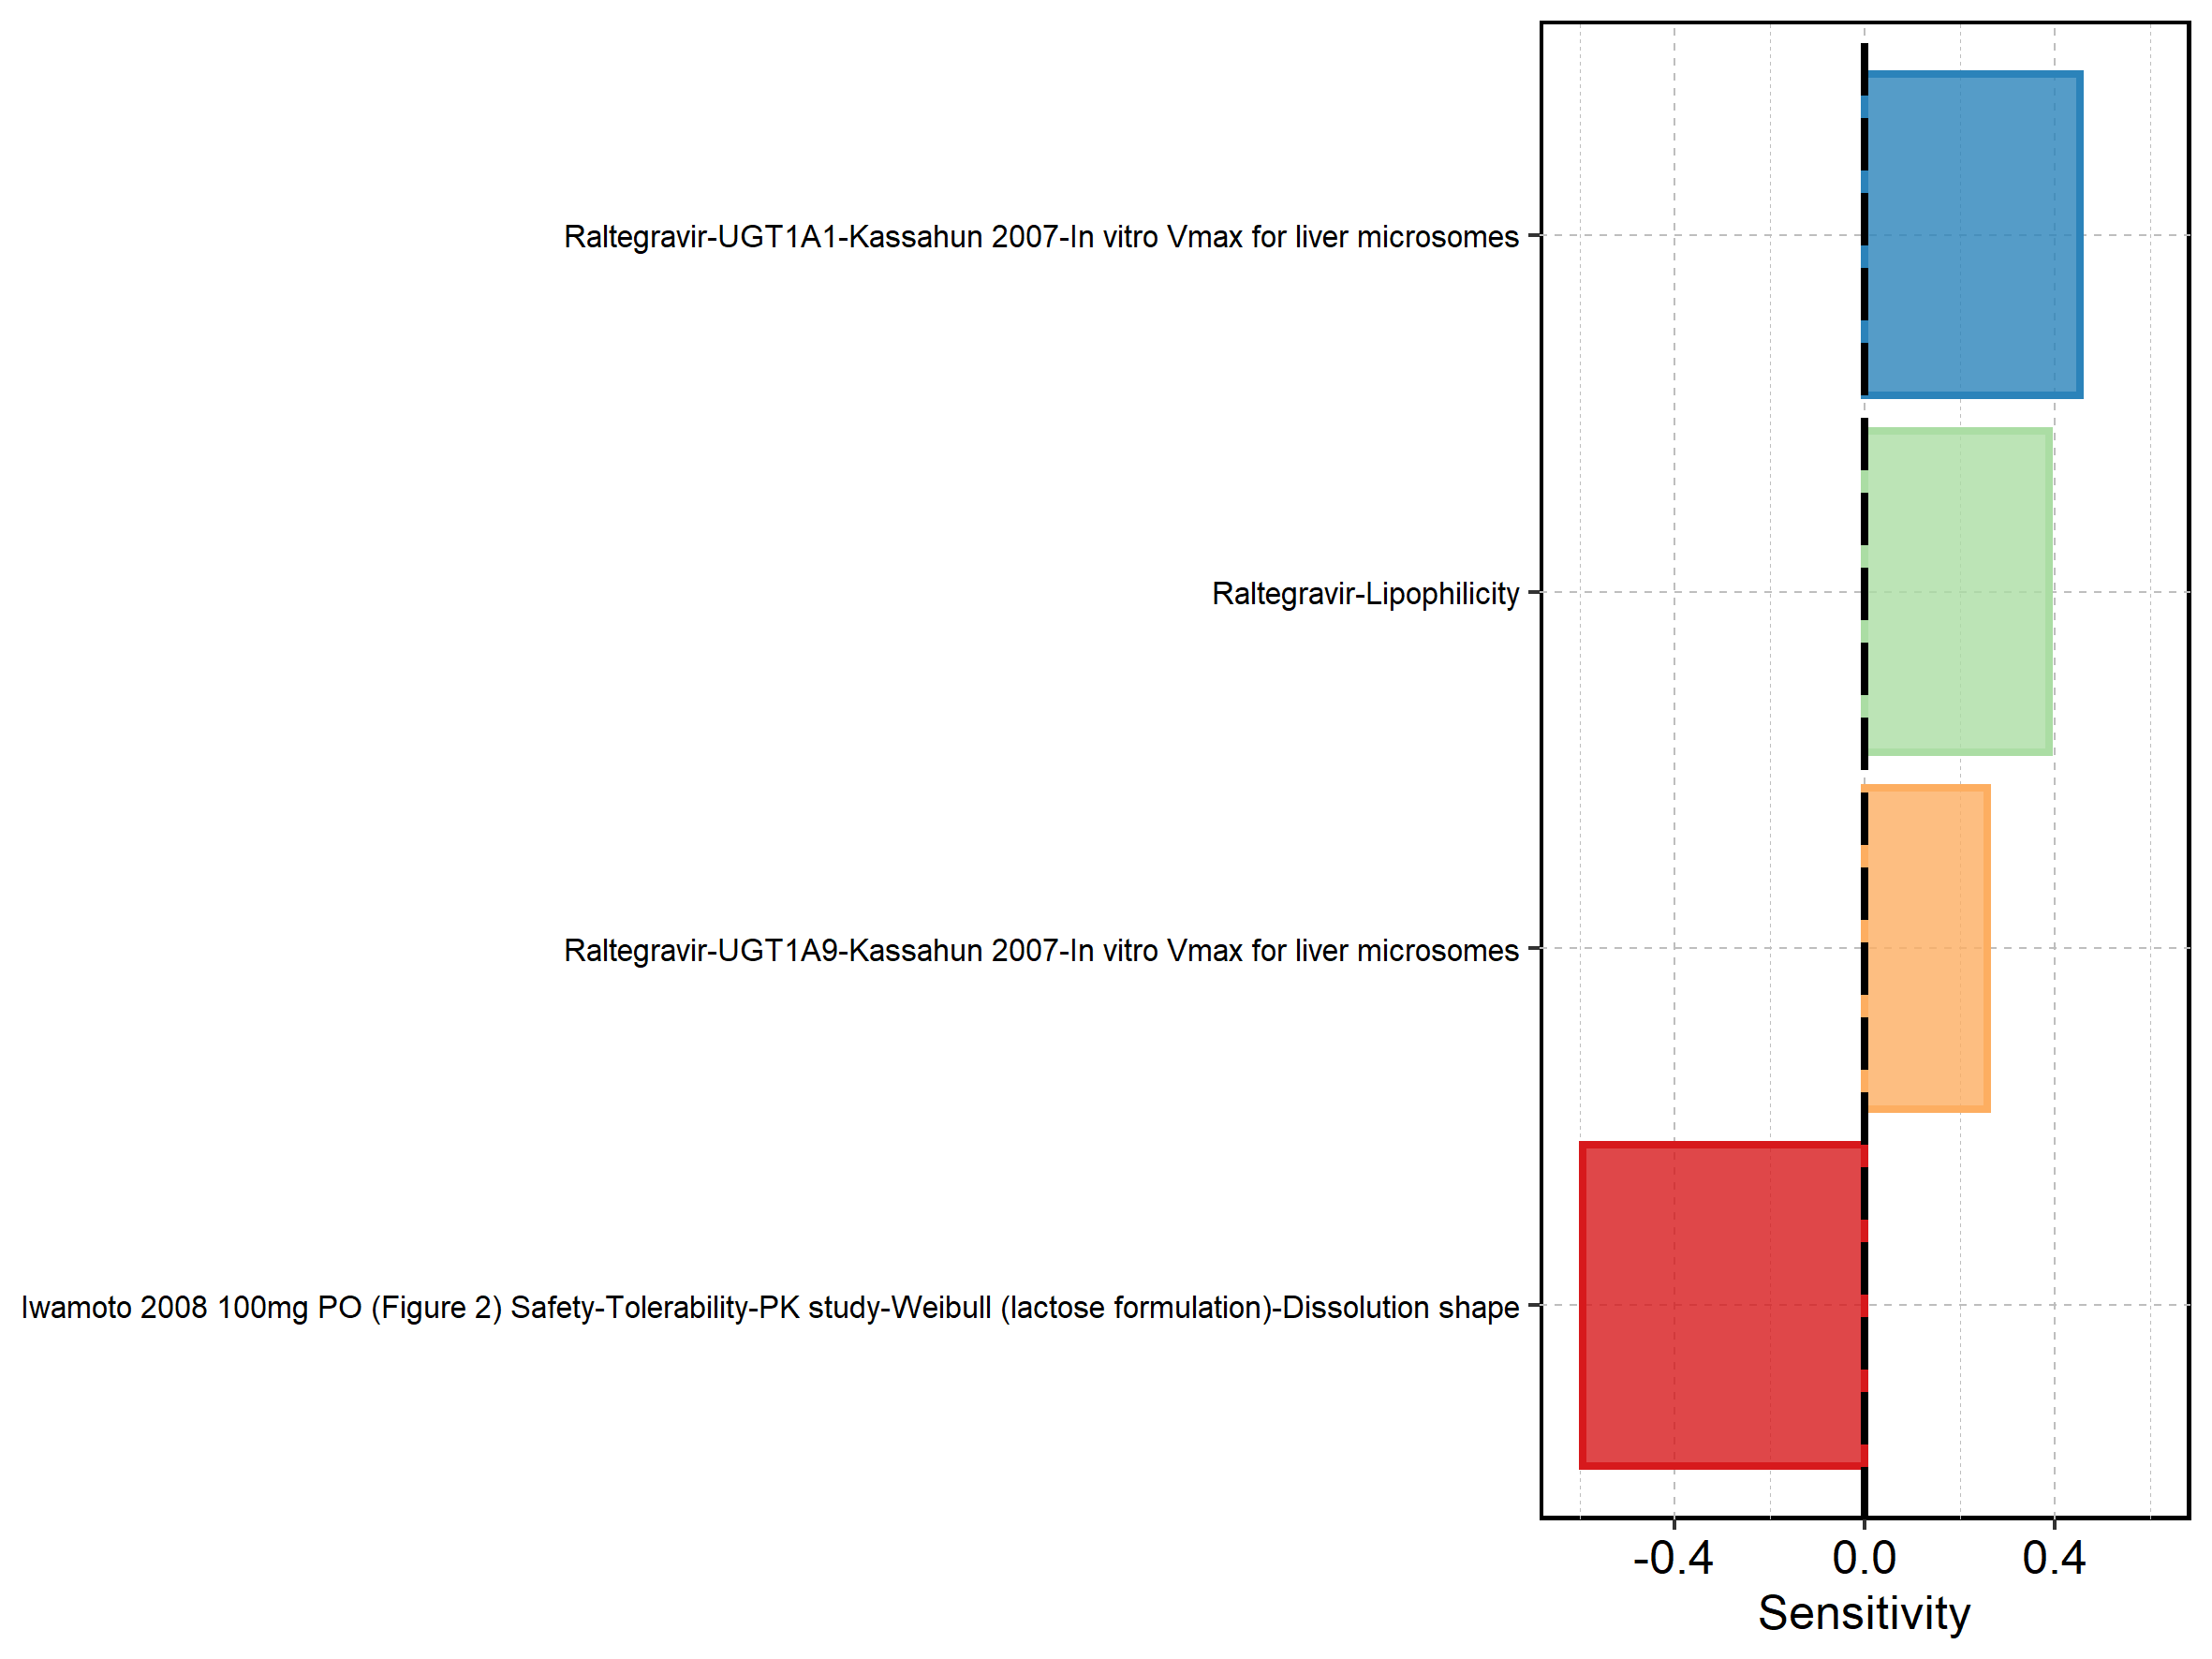 Raltegravir-UGT1A1-Kassahun 2007-In vitro Vmax for liver microsomes
Raltegravir-Lipophilicity
Raltegravir-UGT1A9-Kassahun 2007-In vitro Vmax for liver microsomes
Iwamoto 2008 100mg PO (Figure 2) Safety-Tolerability-PK study-Weibull (lactose formulation)-Dissolution shape
-0.4 0.0 0.4
Sensitivity